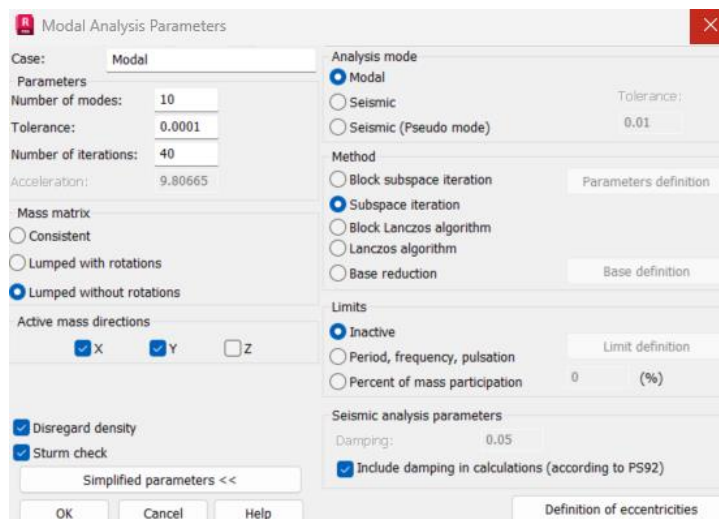 Modal Analysis Parameters
Case: Modal
Parameters
Number of modes: 10
Tolerance: 0.0001
Number of iterations: 40
Acceleration: 9.80665
Mass matrix
Consistent
Lumped with rotations
Lumped without rotations
Active mass directions
X Y Z
Disregard density
Sturm check
Simplified parameters <<
OK Cancel Help
Analysis mode
Modal
Seismic Tolerance:
Seismic (Pseudo mode) 0.01
Method
Block subspace iteration Parameters definition
Subspace iteration
Block Lanczos algorithm
Lanczos algorithm
Base reduction Base definition
Limits
Inactive
Period, frequency, pulsation Limit definition
Percent of mass participation 0 (%)
Seismic analysis parameters
Damping: 0.05
Include damping in calculations (according to PS92)
Definition of eccentricities